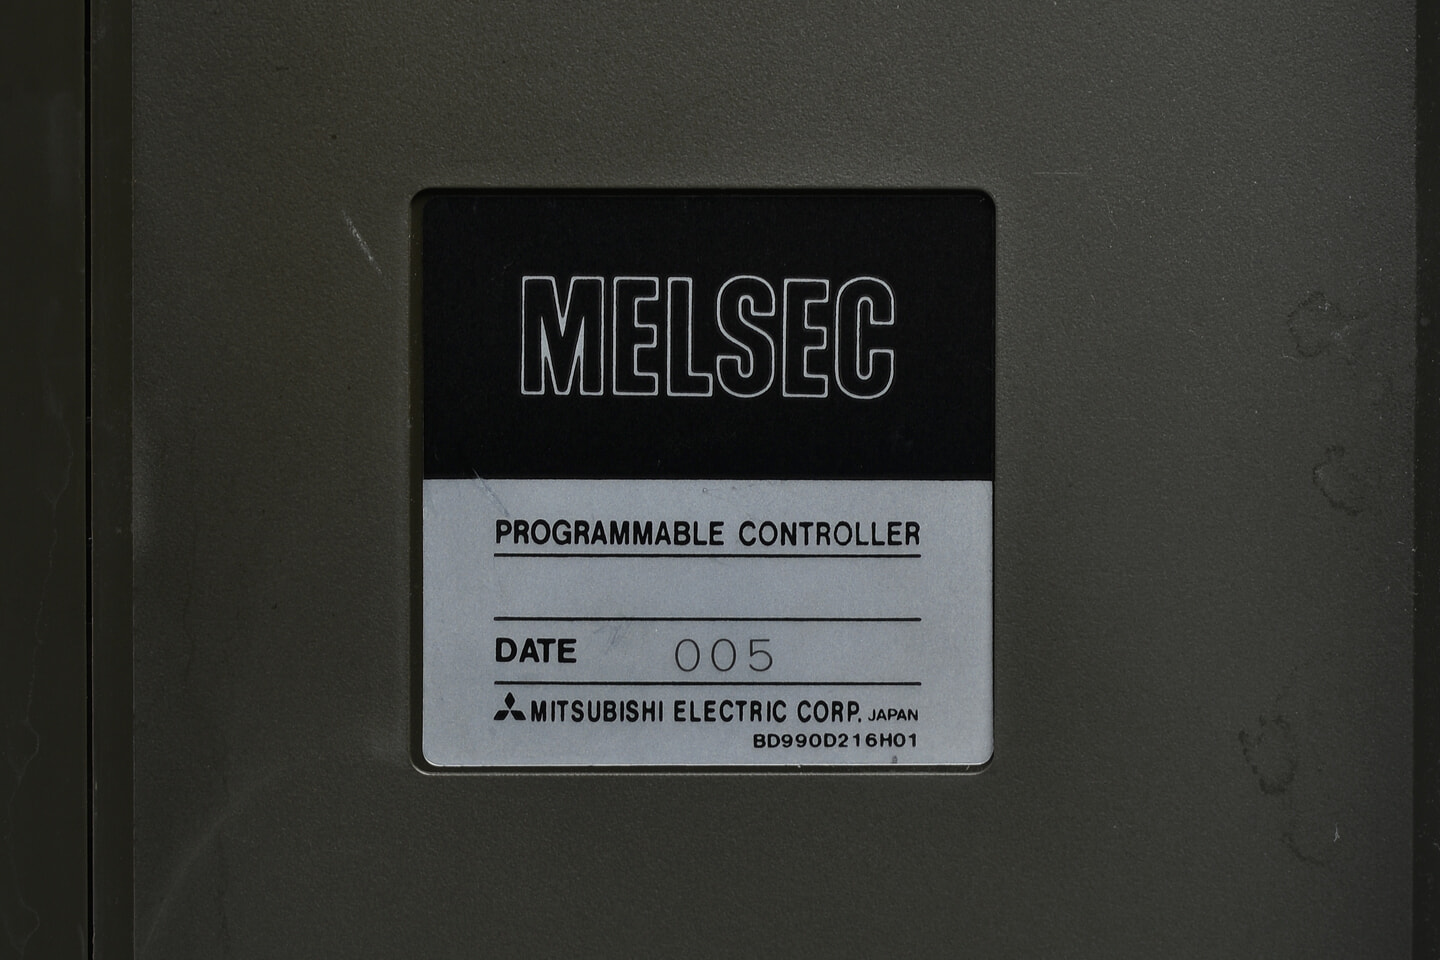 MELSEC
PROGRAMMABLE CONTROLLER
DATE 005
MITSUBISHI ELECTRIC CORP. JAPAN
BD990D216H01